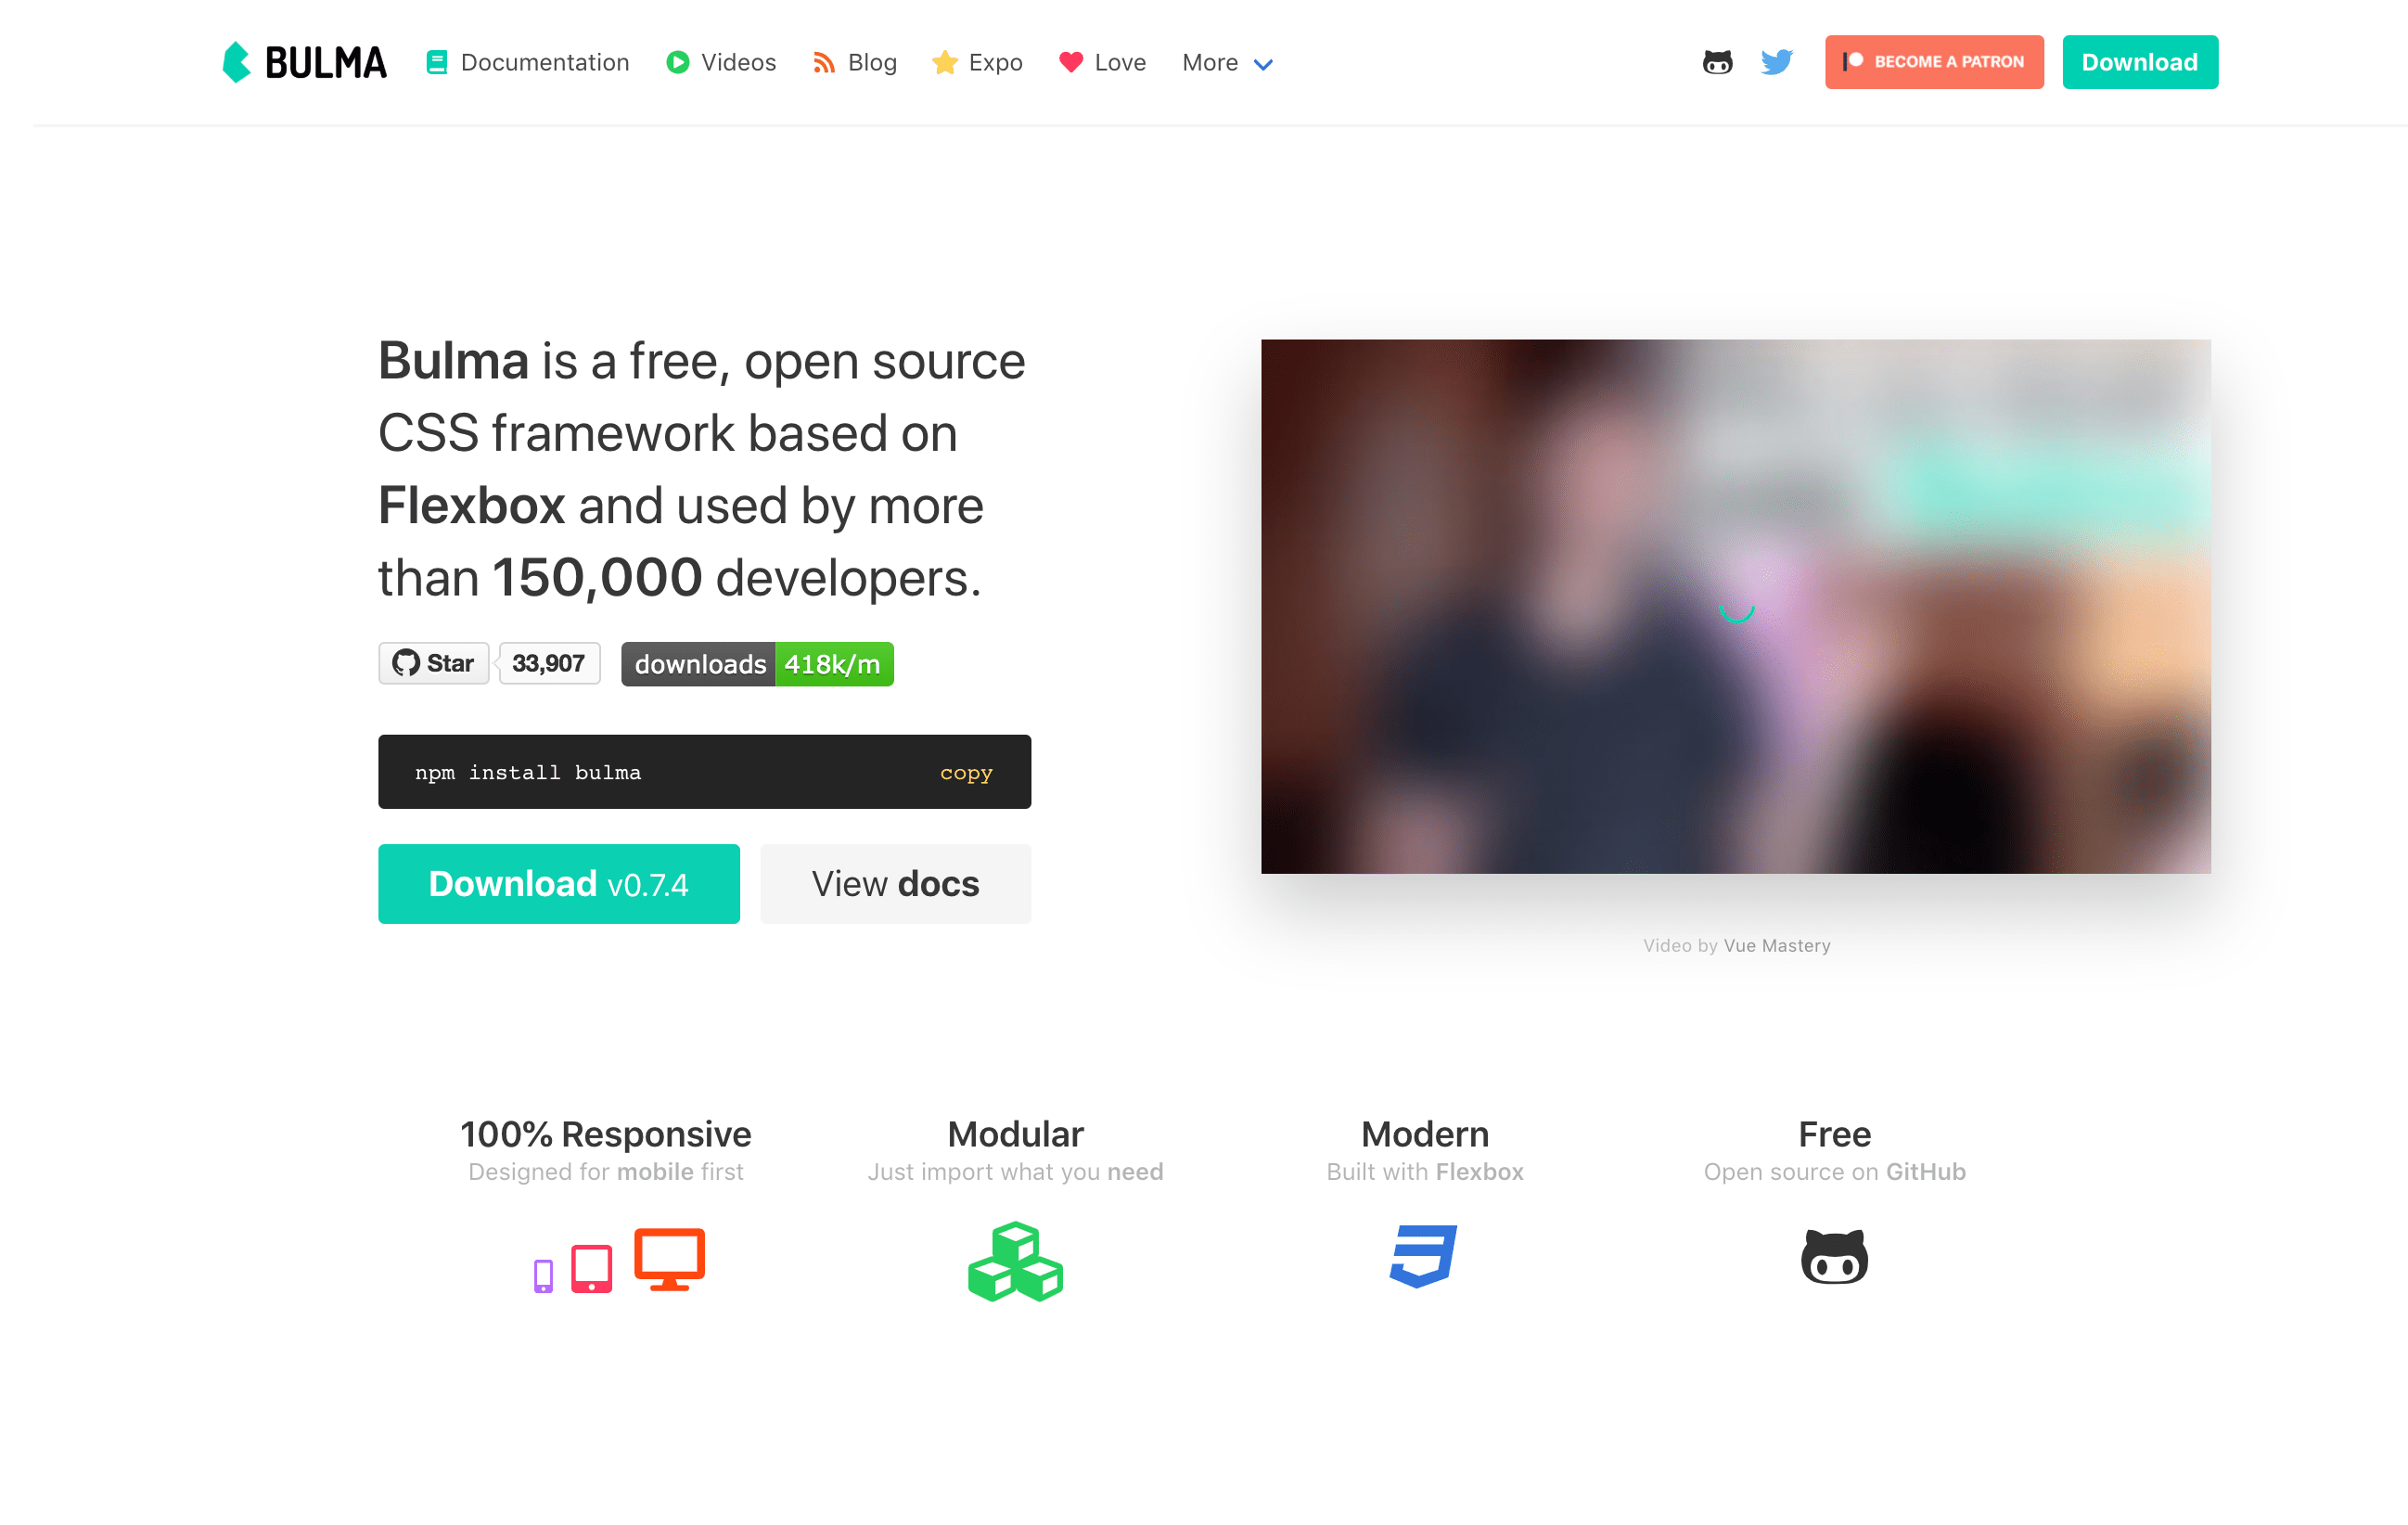 BULMA Documentation Videos Blog Expo Love More BECOME A PATRON Download
Bulma is a free, open source
CSS framework based on
Flexbox and used by more
than 150,000 developers.
Star 33,907 downloads 418k/m
npm install bulma copy
Download v0.7.4 View docs
Video by Vue Mastery
100% Responsive Modular Modern Free
Designed for mobile first Just import what you need Built with Flexbox Open source on GitHub